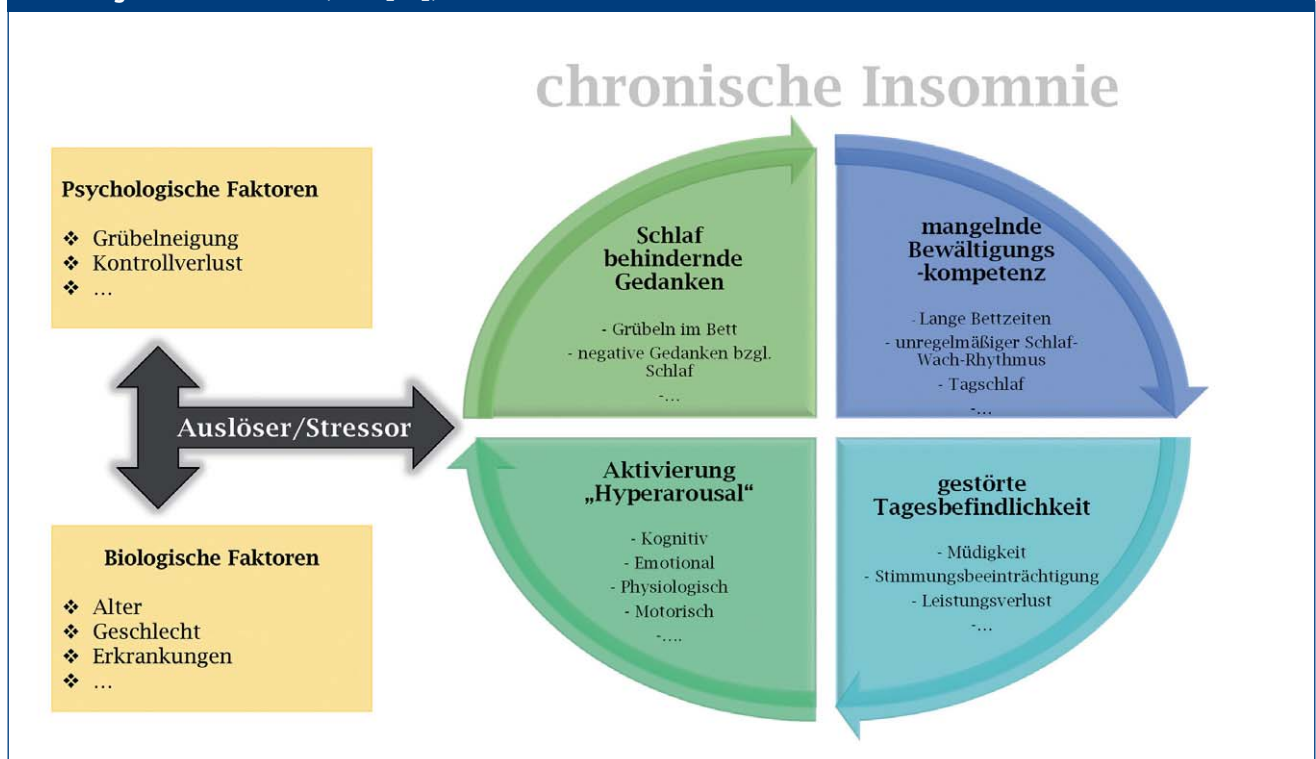 chronische Insomnie
Psychologische Faktoren
❖ Grübelneigung
❖ Kontrollverlust
❖ …
Auslöser/Stressor
Biologische Faktoren
❖ Alter
❖ Geschlecht
❖ Erkrankungen
❖ …
Schlaf
behindernde
Gedanken
- Grübeln im Bett
- negative Gedanken bzgl.
Schlaf
-…
mangelnde
Bewältigungs
-kompetenz
- Lange Bettzeiten
- unregelmäßiger Schlaf-
Wach-Rhythmus
- Tagschlaf
-…
Aktivierung
„Hyperarousal“
- Kognitiv
- Emotional
- Physiologisch
- Motorisch
-….
gestörte
Tagesbefindlichkeit
- Müdigkeit
- Stimmungsbeeinträchtigung
- Leistungsverlust
-…